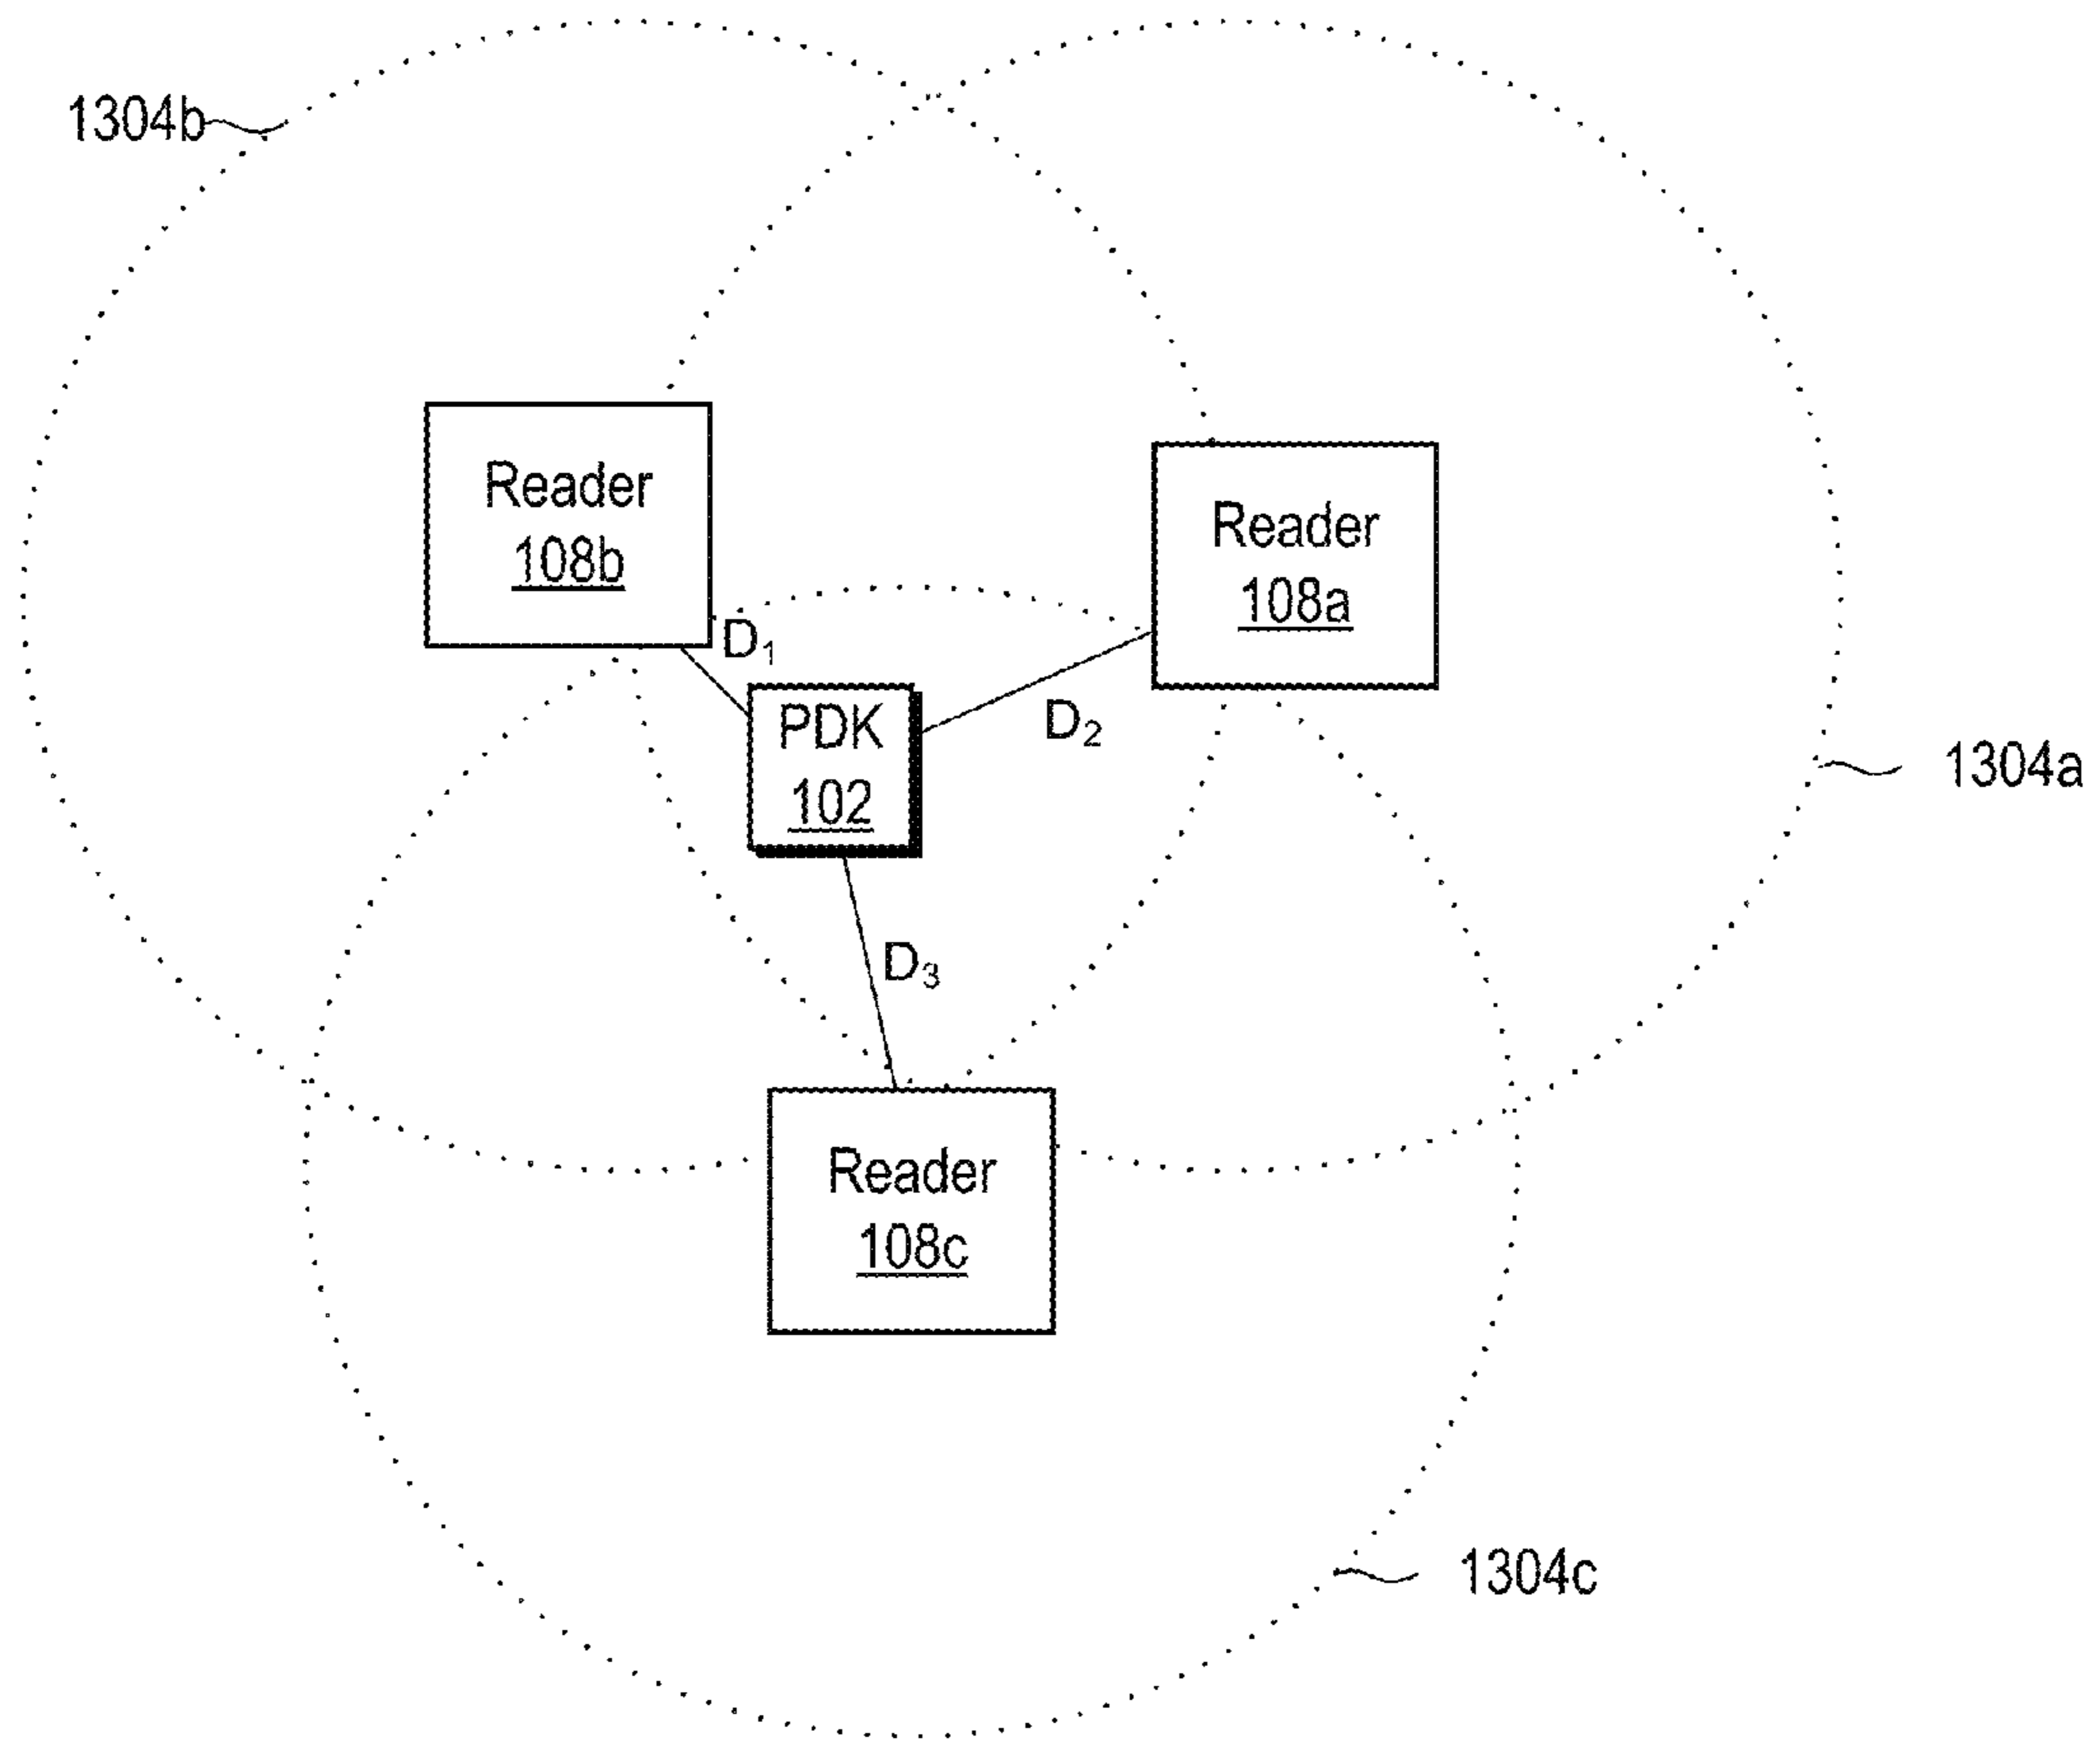 1304b
Reader
108b
Reader
108a
D₁
PDK
102
D₂
1304a
D₃
Reader
108c
1304c